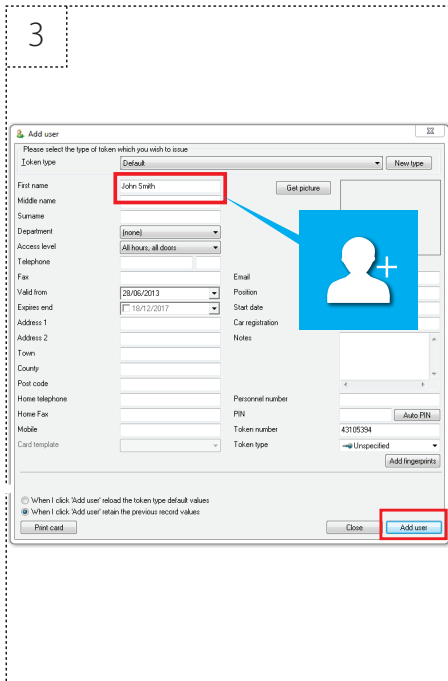 3
Add user
Please select the type of token which you wish to issue
Token type Default New type
First name John Smith Get picture
Middle name
Surname
Department (none)
Access level All hours, all doors
Telephone
Fax Email
Valid from 28/06/2013 Position
Expires end 18/12/2017 Start date
Address 1 Car registration
Address 2 Notes
Town
County
Post code
Home telephone Personnel number
Home Fax PIN Auto PIN
Mobile Token number 43105394
Card template Token type Unspecified
Add fingerprints
When I click 'Add user' reload the token type default values
When I click 'Add user' retain the previous record values
Print card Close Add user